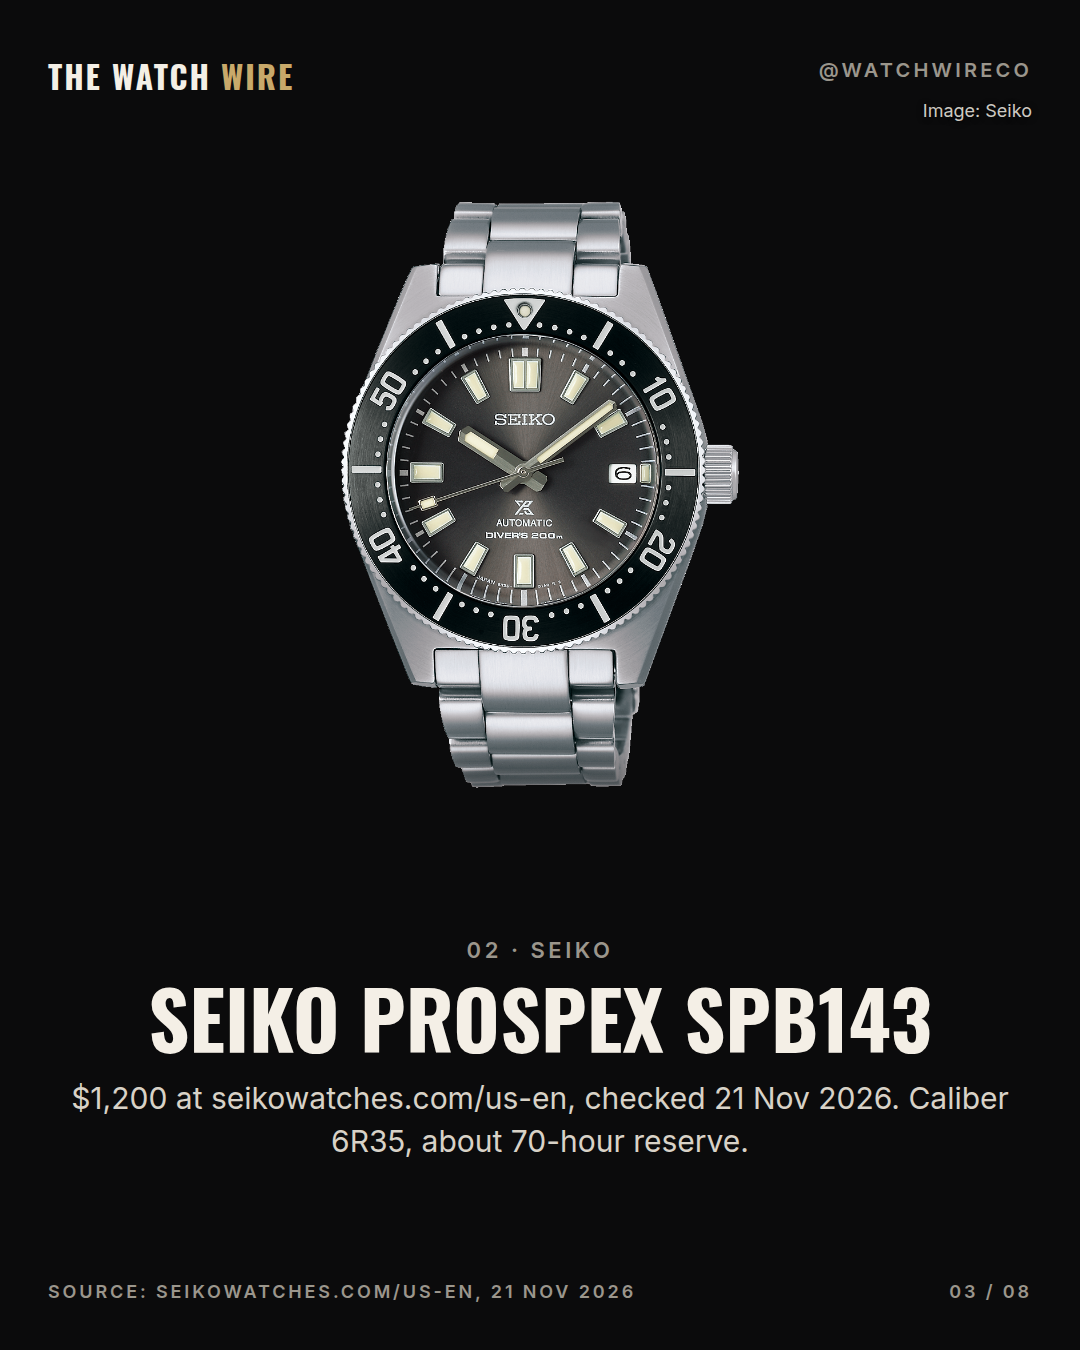 THE WATCH WIRE
@WATCHWIRECO
Image: Seiko
50
10
SEIKO
6
AUTOMATIC
DIVER'S 200m
40
20
30
02 · SEIKO
SEIKO PROSPEX SPB143
$1,200 at seikowatches.com/us-en, checked 21 Nov 2026. Caliber
6R35, about 70-hour reserve.
SOURCE: SEIKOWATCHES.COM/US-EN, 21 NOV 2026
03 / 08